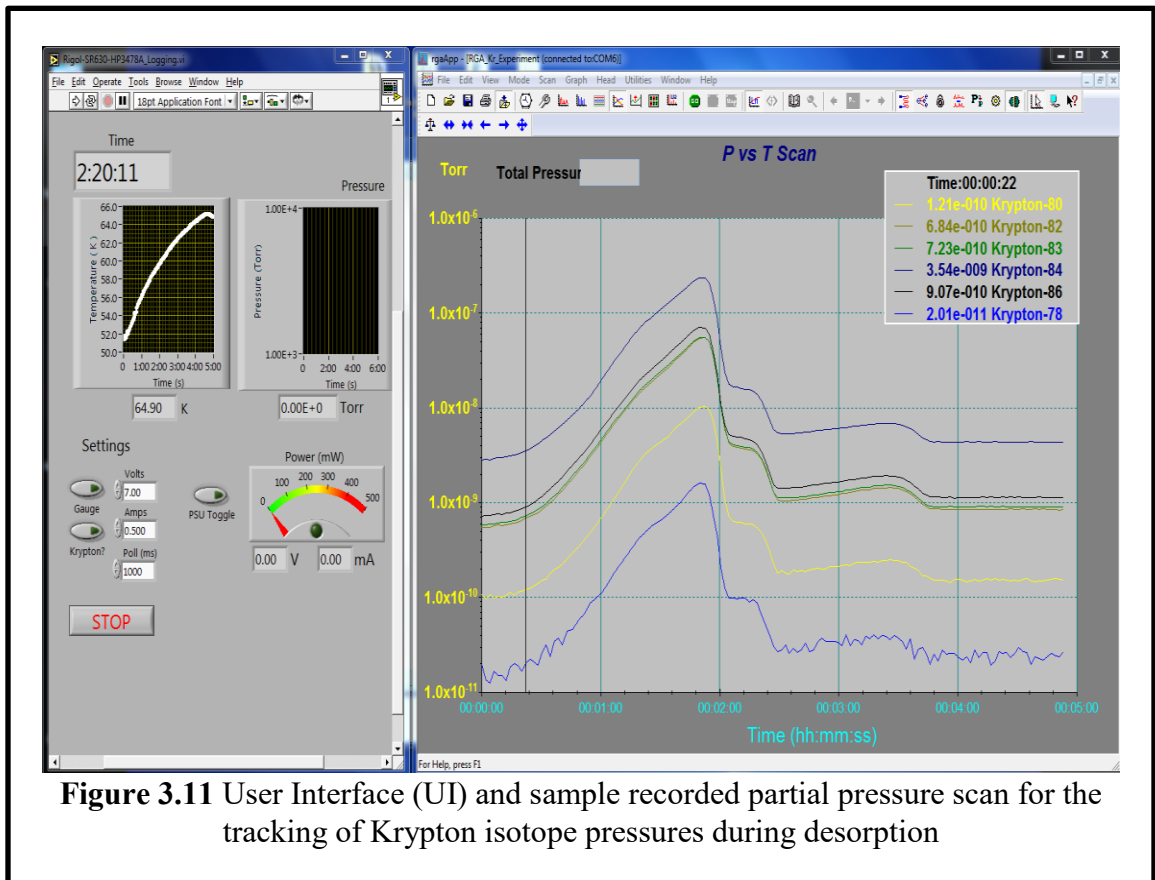 Rigol-SR630-HP3478A_Logging.vi
File Edit Operate Tools Browse Window Help
18pt Application Font
1
Time
2:20:11
Pressure
66.0
64.0
62.0
60.0
58.0
56.0
54.0
52.0
50.0
Temperature (K)
0 1:00 2:00 3:00 4:00 5:00
Time (s)
64.90 K
1.00E+4
Pressure (Torr)
1.00E+3
0 2:00 4:00 6:00
Time (s)
0.00E+0 Torr
Settings
Volts
7.00
Gauge
Amps
0.500
Krypton?
Poll (ms)
1000
PSU Toggle
Power (mW)
0 100 200 300 400 500
0.00 V 0.00 mA
STOP
rgaApp - [RGA_Kr_Experiment (connected to:COM6)]
File Edit View Mode Scan Graph Head Utilities Window Help
P vs T Scan
Torr
Total Pressur
Time:00:00:22
1.21e-010 Krypton-80
6.84e-010 Krypton-82
7.23e-010 Krypton-83
3.54e-009 Krypton-84
9.07e-010 Krypton-86
2.01e-011 Krypton-78
1.0x10⁻⁶
1.0x10⁻⁷
1.0x10⁻⁸
1.0x10⁻⁹
1.0x10⁻¹⁰
1.0x10⁻¹¹
00:00:00 00:01:00 00:02:00 00:03:00 00:04:00 00:05:00
Time (hh:mm:ss)
For Help, press F1
Figure 3.11 User Interface (UI) and sample recorded partial pressure scan for the
tracking of Krypton isotope pressures during desorption